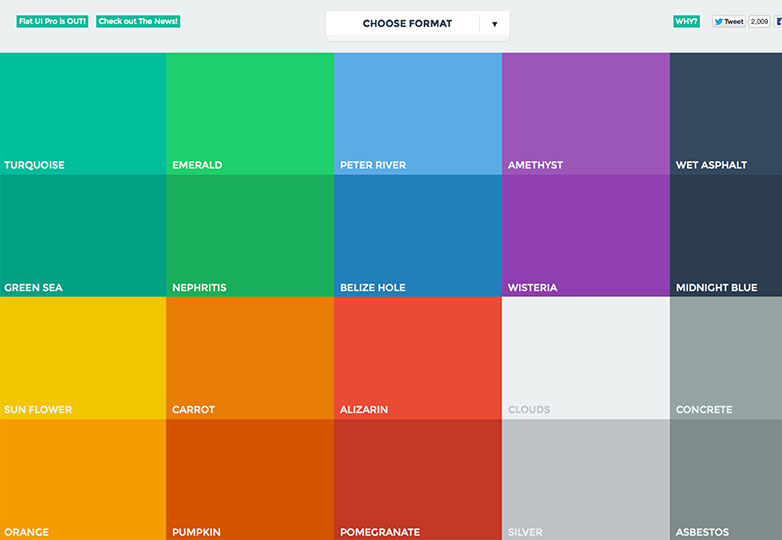 Flat UI Pro is OUT! Check out The News! CHOOSE FORMAT ▼ WHY? Tweet 2,009
TURQUOISE EMERALD PETER RIVER AMETHYST WET ASPHALT
GREEN SEA NEPHRITIS BELIZE HOLE WISTERIA MIDNIGHT BLUE
SUN FLOWER CARROT ALIZARIN CLOUDS CONCRETE
ORANGE PUMPKIN POMEGRANATE SILVER ASBESTOS